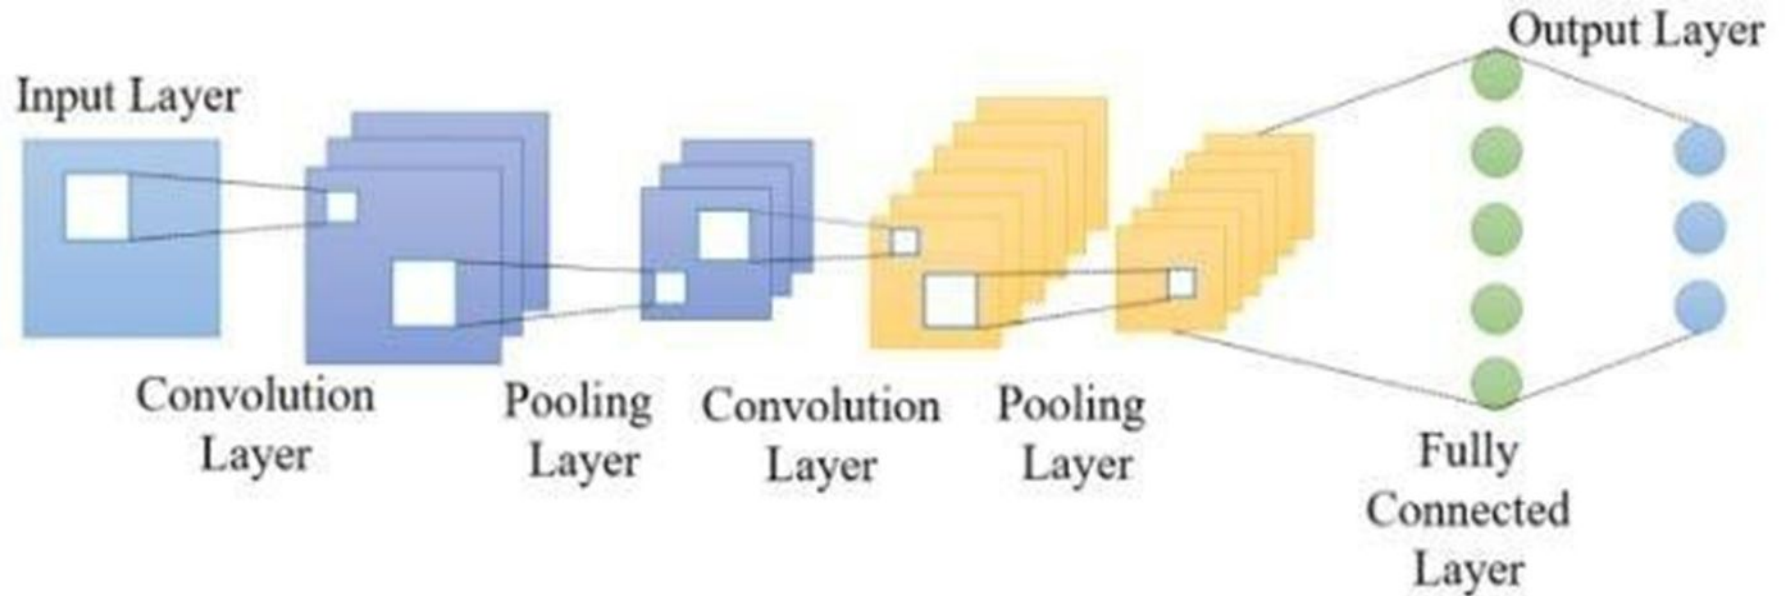 Output Layer
Input Layer
Convolution
Layer
Pooling
Layer
Convolution
Layer
Pooling
Layer
Fully
Connected
Layer